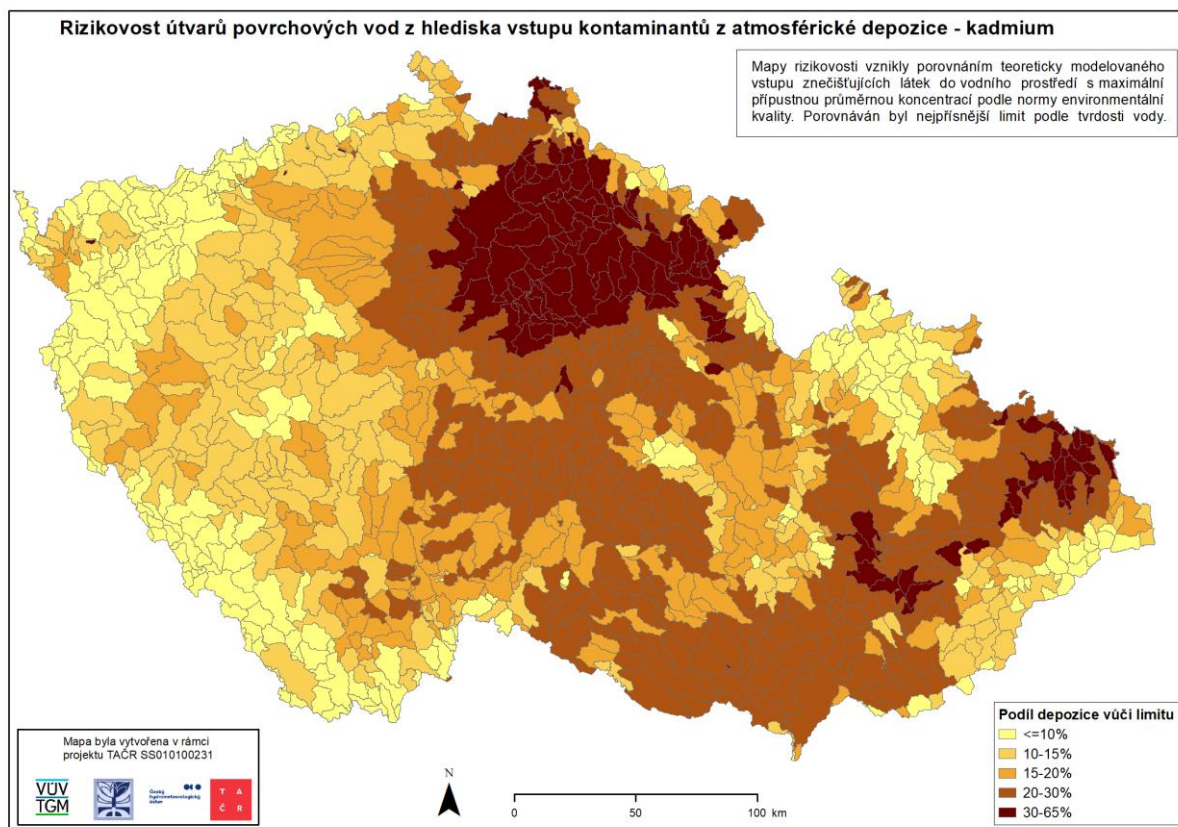 Rizikovost útvarů povrchových vod z hlediska vstupu kontaminantů z atmosférické depozice - kadmium
Mapy rizikovosti vznikly porovnáním teoreticky modelovaného
vstupu znečišťujících látek do vodního prostředí s maximální
přípustnou průměrnou koncentrací podle normy environmentální
kvality. Porovnáván byl nejpřísnější limit podle tvrdosti vody.
Podíl depozice vůči limitu
<=10%
10-15%
15-20%
20-30%
30-65%
Mapa byla vytvořena v rámci
projektu TAČR SS010100231
VÚV
TGM
Český
hydrometeorologický
ústav
T A
Č R
N
0 50 100 km